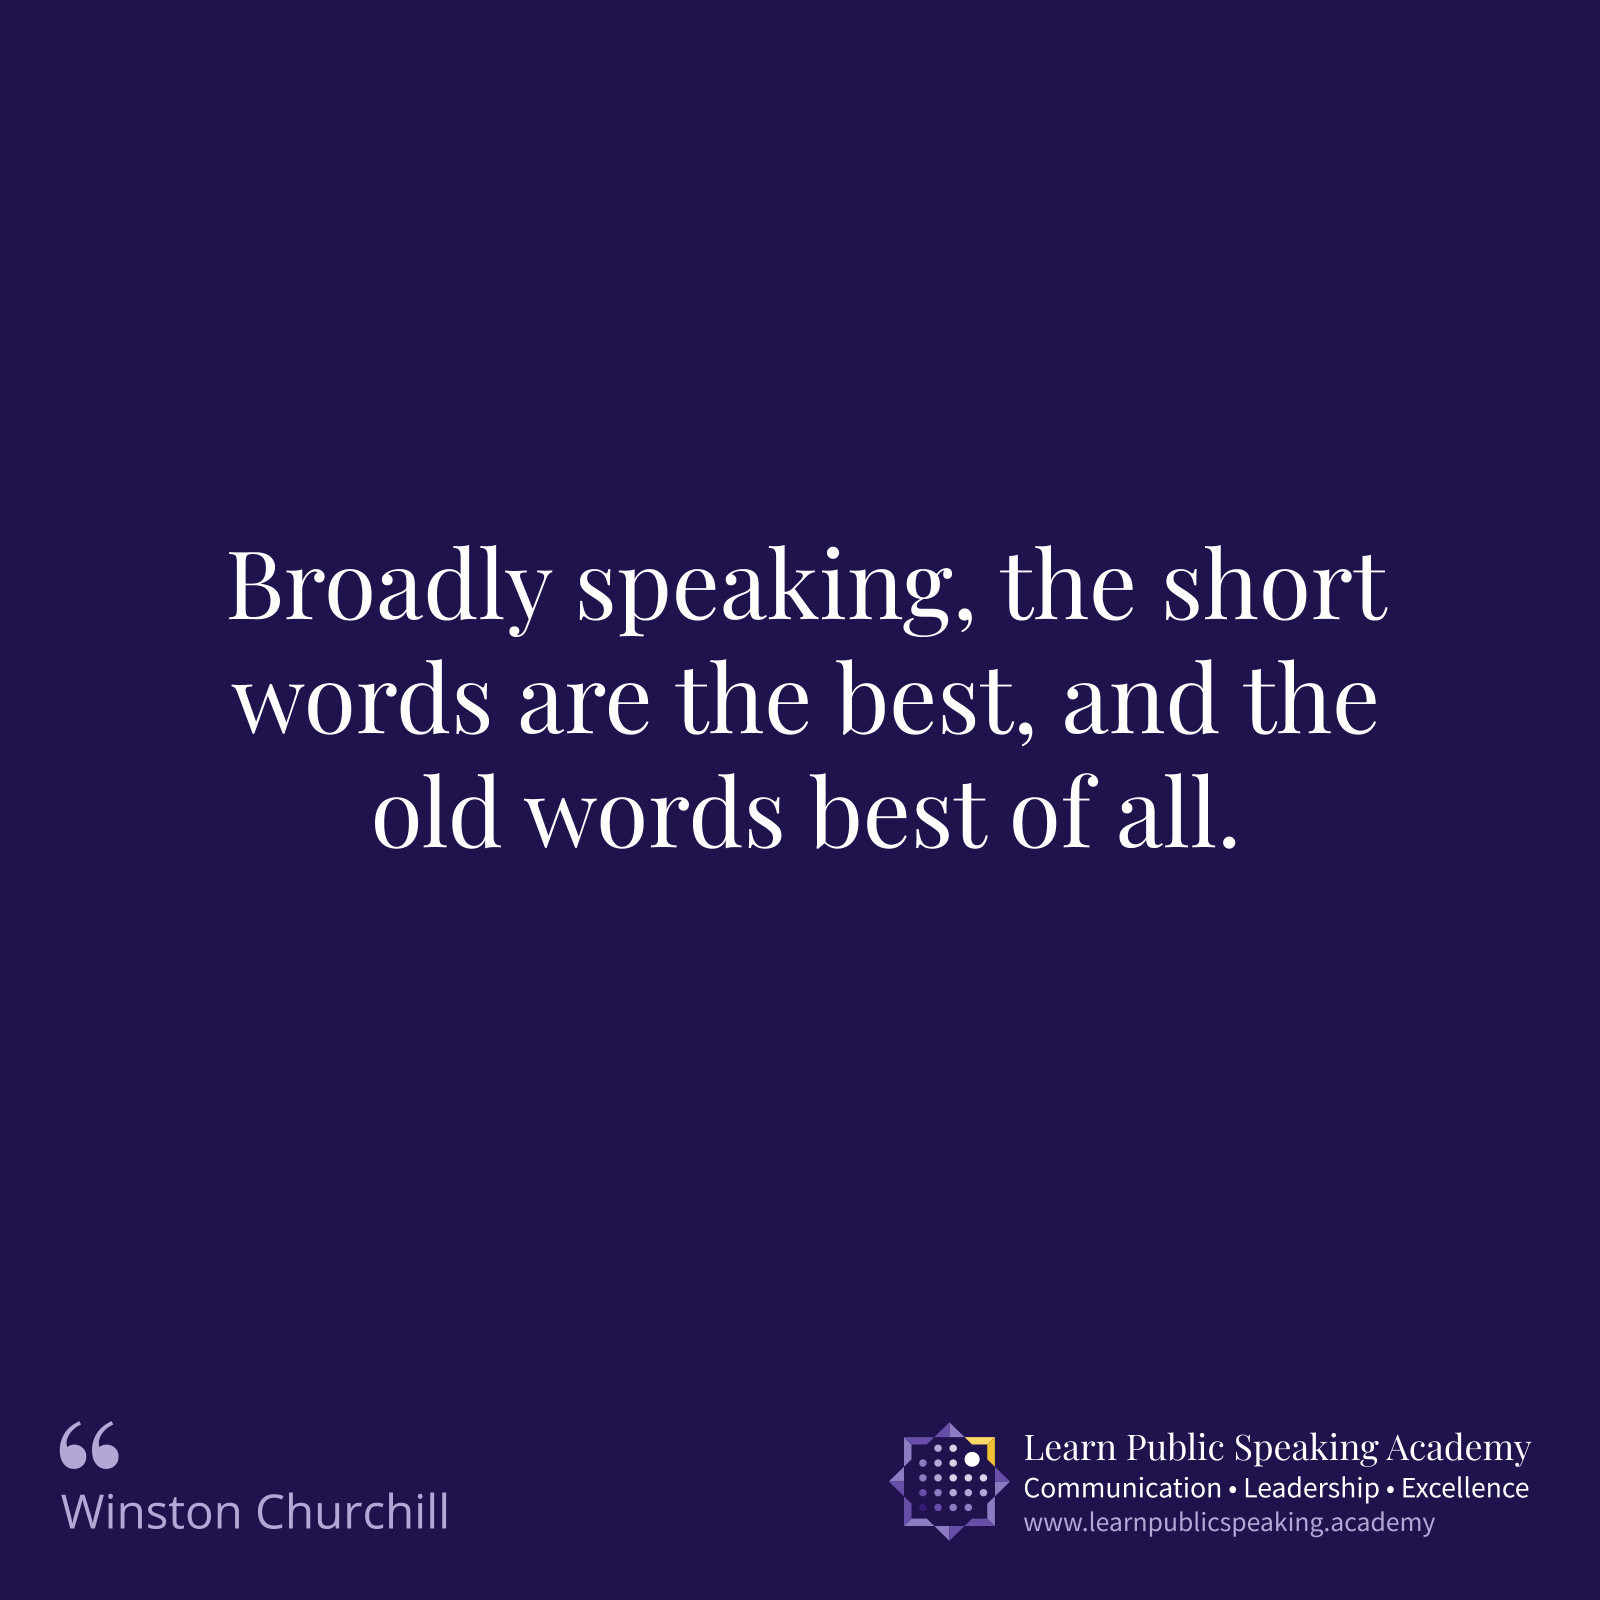 Broadly speaking, the short
words are the best, and the
old words best of all.
“
Winston Churchill
Learn Public Speaking Academy
Communication • Leadership • Excellence
www.learnpublicspeaking.academy